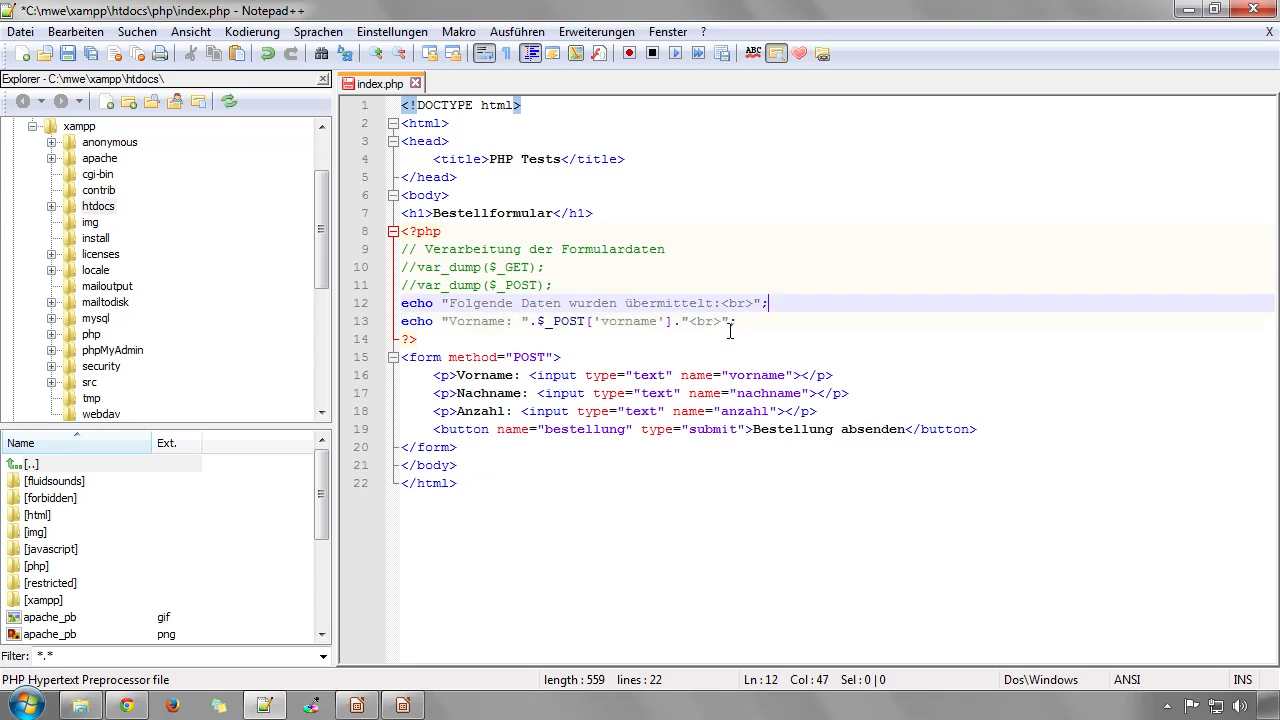 *C:\mwe\xampp\htdocs\php\index.php - Notepad++
Datei Bearbeiten Suchen Ansicht Kodierung Sprachen Einstellungen Makro Ausführen Erweiterungen Fenster ? X
ABC
Explorer - C:\mwe\xampp\htdocs\
index.php
xampp
anonymous
apache
cgi-bin
contrib
htdocs
img
install
licenses
locale
mailoutput
mailtodisk
mysql
php
phpMyAdmin
security
src
tmp
webdav
Name Ext.
[..]
[fluidsounds]
[forbidden]
[html]
[img]
[javascript]
[php]
[restricted]
[xampp]
apache_pb gif
apache_pb png
Filter: *.*
1 <!DOCTYPE html>
2 <html>
3 <head>
4 <title>PHP Tests</title>
5 </head>
6 <body>
7 <h1>Bestellformular</h1>
8 <?php
9 // Verarbeitung der Formulardaten
10 //var_dump($_GET);
11 //var_dump($_POST);
12 echo "Folgende Daten wurden übermittelt:<br>";
13 echo "Vorname: ".$_POST['vorname']."<br>";
14 ?>
15 <form method="POST">
16 <p>Vorname: <input type="text" name="vorname"></p>
17 <p>Nachname: <input type="text" name="nachname"></p>
18 <p>Anzahl: <input type="text" name="anzahl"></p>
19 <button name="bestellung" type="submit">Bestellung absenden</button>
20 </form>
21 </body>
22 </html>
PHP Hypertext Preprocessor file length : 559 lines : 22 Ln : 12 Col : 47 Sel : 0 | 0 Dos\Windows ANSI INS